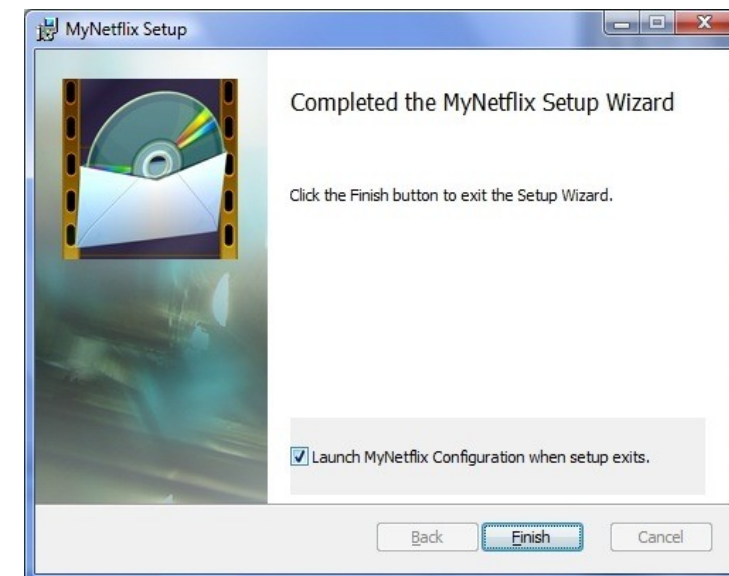 MyNetflix Setup
Completed the MyNetflix Setup Wizard
Click the Finish button to exit the Setup Wizard.
Launch MyNetflix Configuration when setup exits.
Back
Finish
Cancel